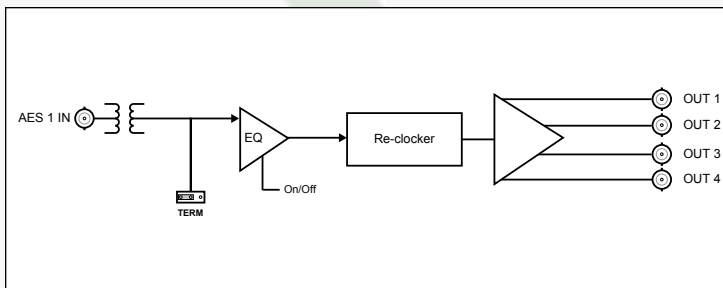 AES 1 IN
EQ
On/Off
TERM
Re-clocker
OUT 1
OUT 2
OUT 3
OUT 4